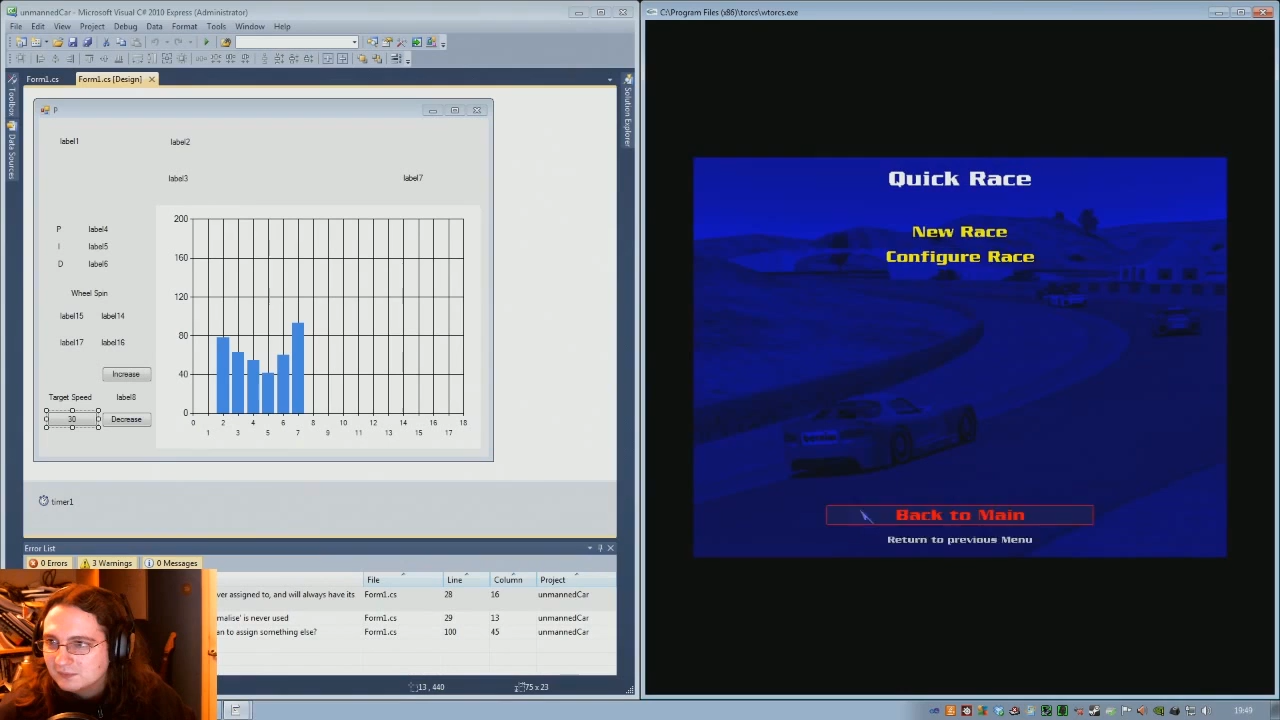 unmannedCar - Microsoft Visual C# 2010 Express (Administrator)
File Edit View Project Build Debug Data Format Tools Window Help
Form1.cs
Form1.cs [Design]
Toolbox
Data Sources
Solution Explorer
label1
label2
label3
label7
P label4
I label5
D label6
Wheel Spin
label15 label14
label17 label16
Increase
Target Speed label8
30 Decrease
200
160
120
80
40
0
0 2 4 6 8 10 12 14 16 18
1 3 5 7 9 11 13 15 17
timer1
Error List
0 Errors 3 Warnings 0 Messages
File Line Column Project
ver assigned to, and will always have its Form1.cs 28 16 unmannedCar
malise' is never used Form1.cs 29 13 unmannedCar
an to assign something else? Form1.cs 100 45 unmannedCar
13 , 440 75 x 23
C:\Program Files (x86)\torcs\wtorcs.exe
Quick Race
New Race
Configure Race
Back to Main
Return to previous Menu
19:49